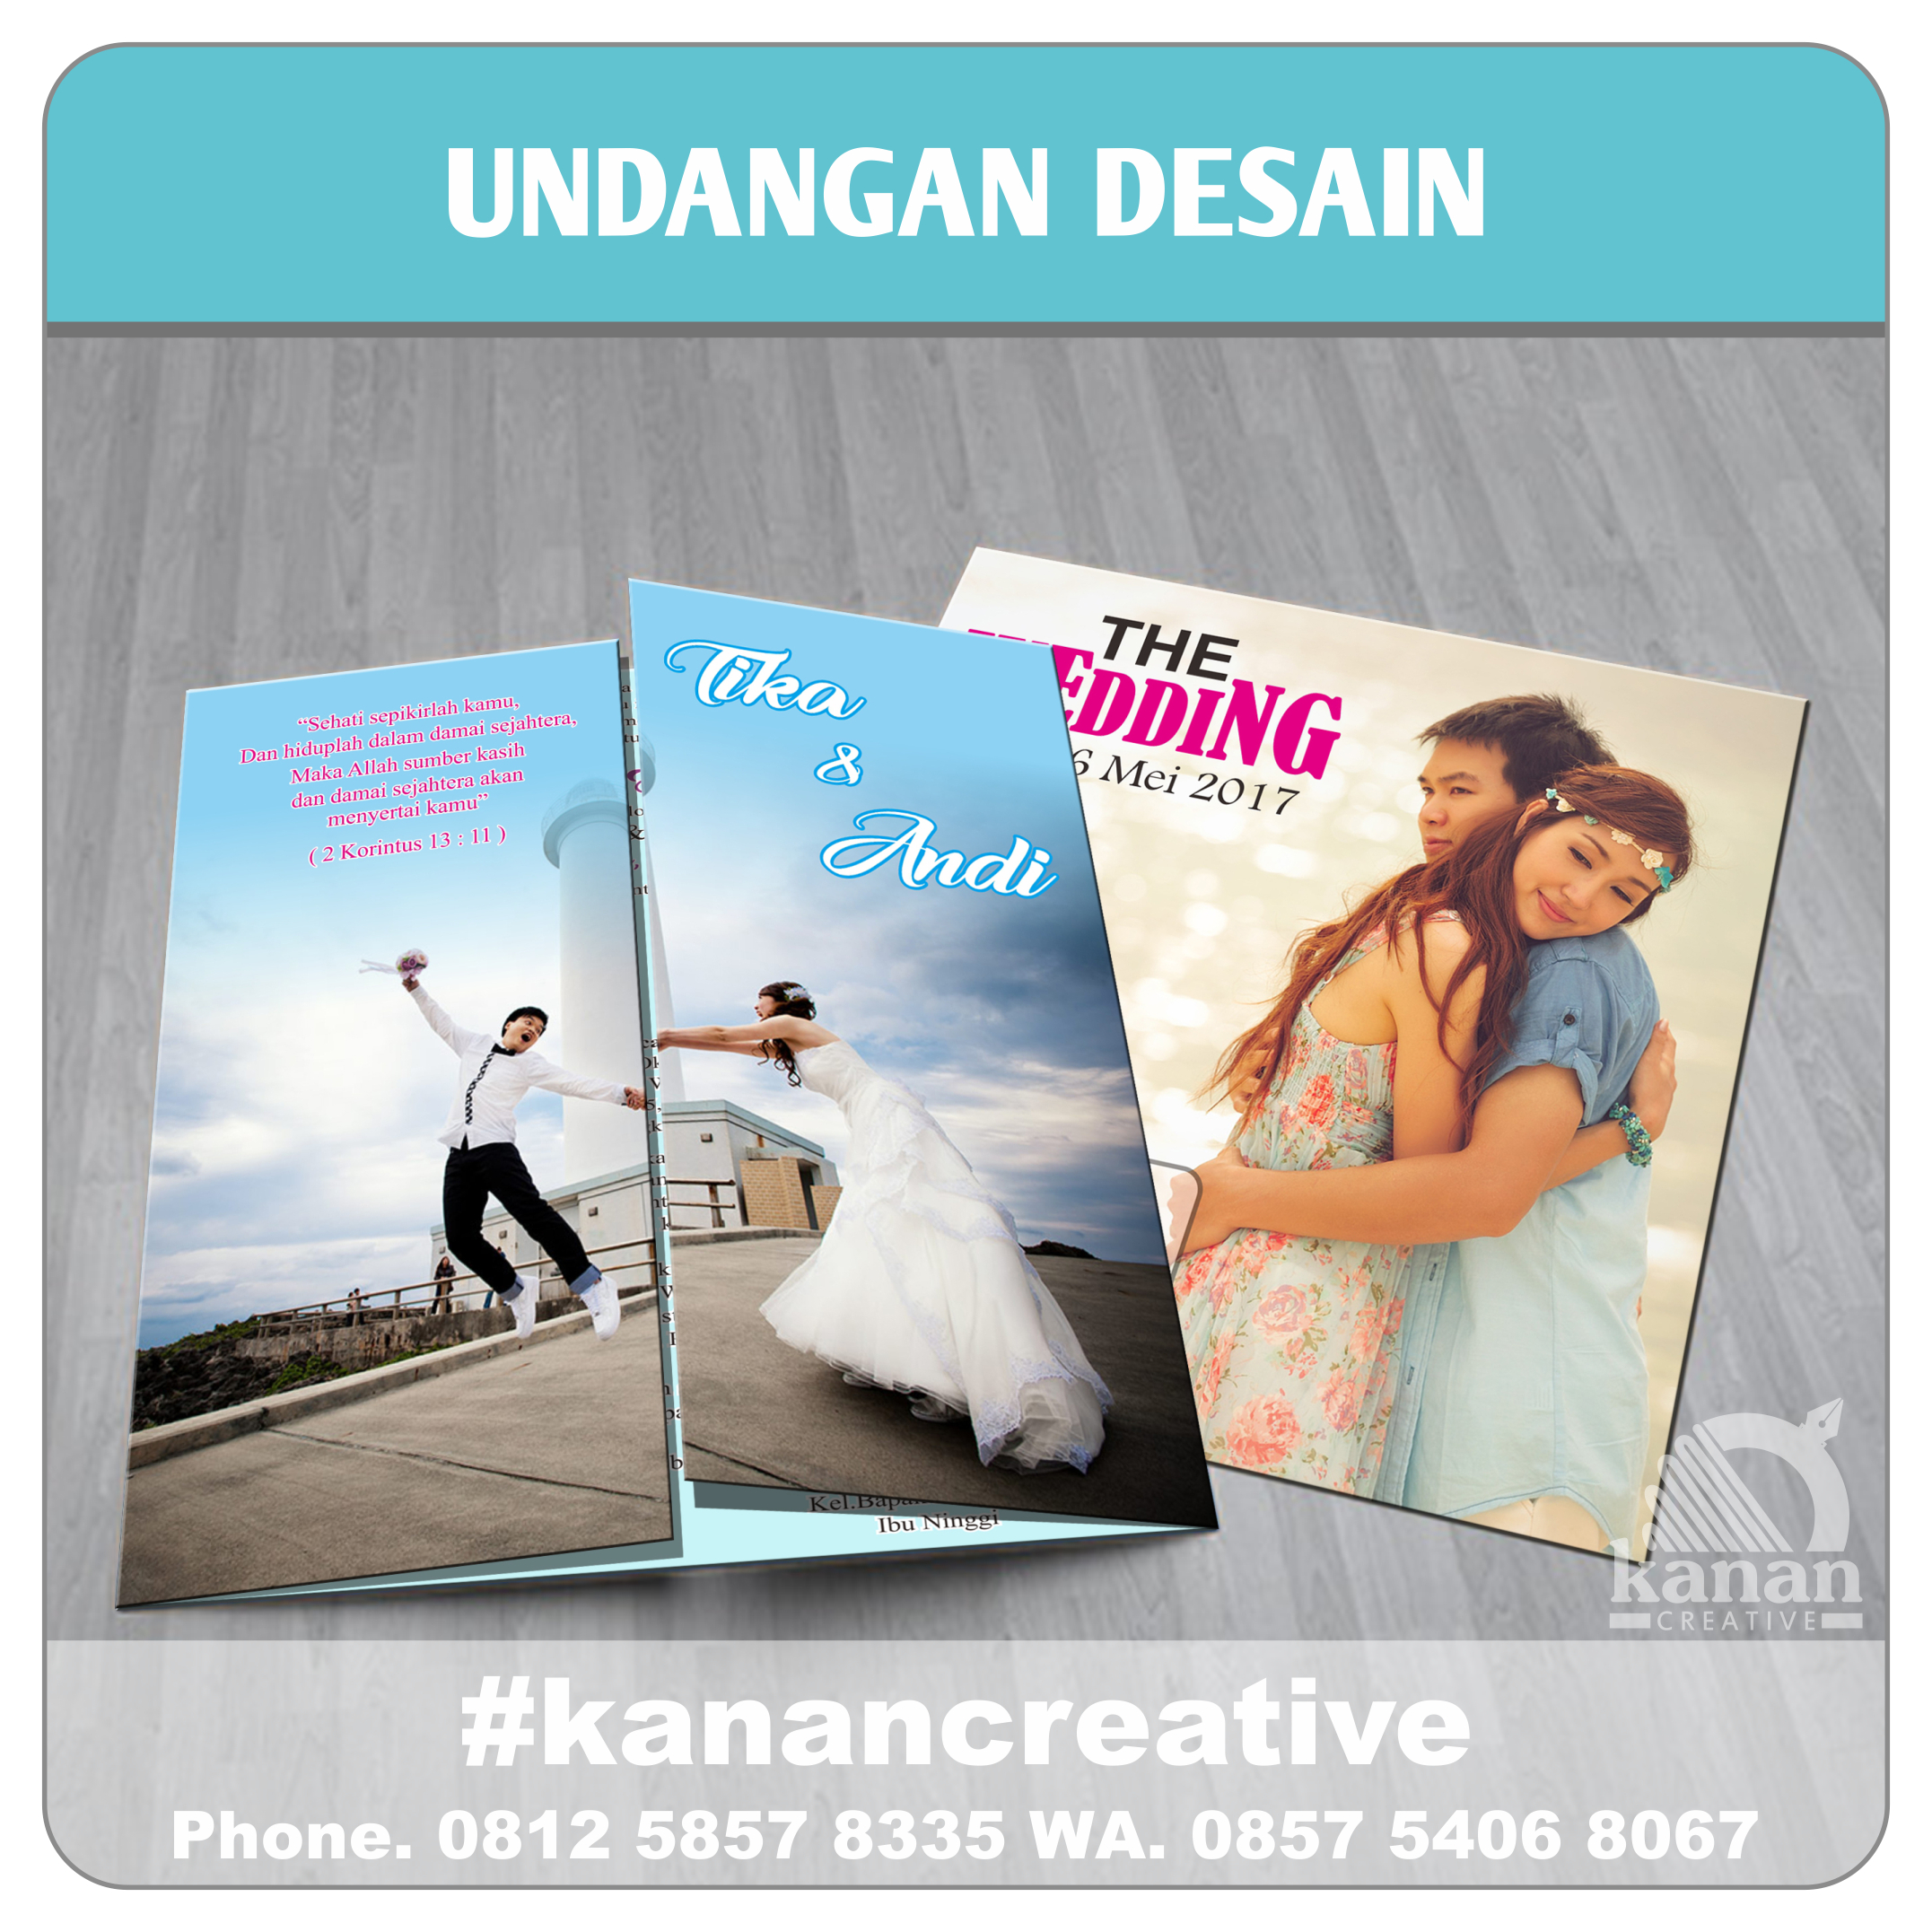 UNDANGAN DESAIN
“Sehati sepikirlah kamu,
Dan hiduplah dalam damai sejahtera,
Maka Allah sumber kasih
dan damai sejahtera akan
menyertai kamu”
( 2 Korintus 13 : 11 )
Tika
&
Andi
THE
WEDDING
6 Mei 2017
Ibu Ninggi
kanan
CREATIVE
#kanancreative
Phone. 0812 5857 8335 WA. 0857 5406 8067